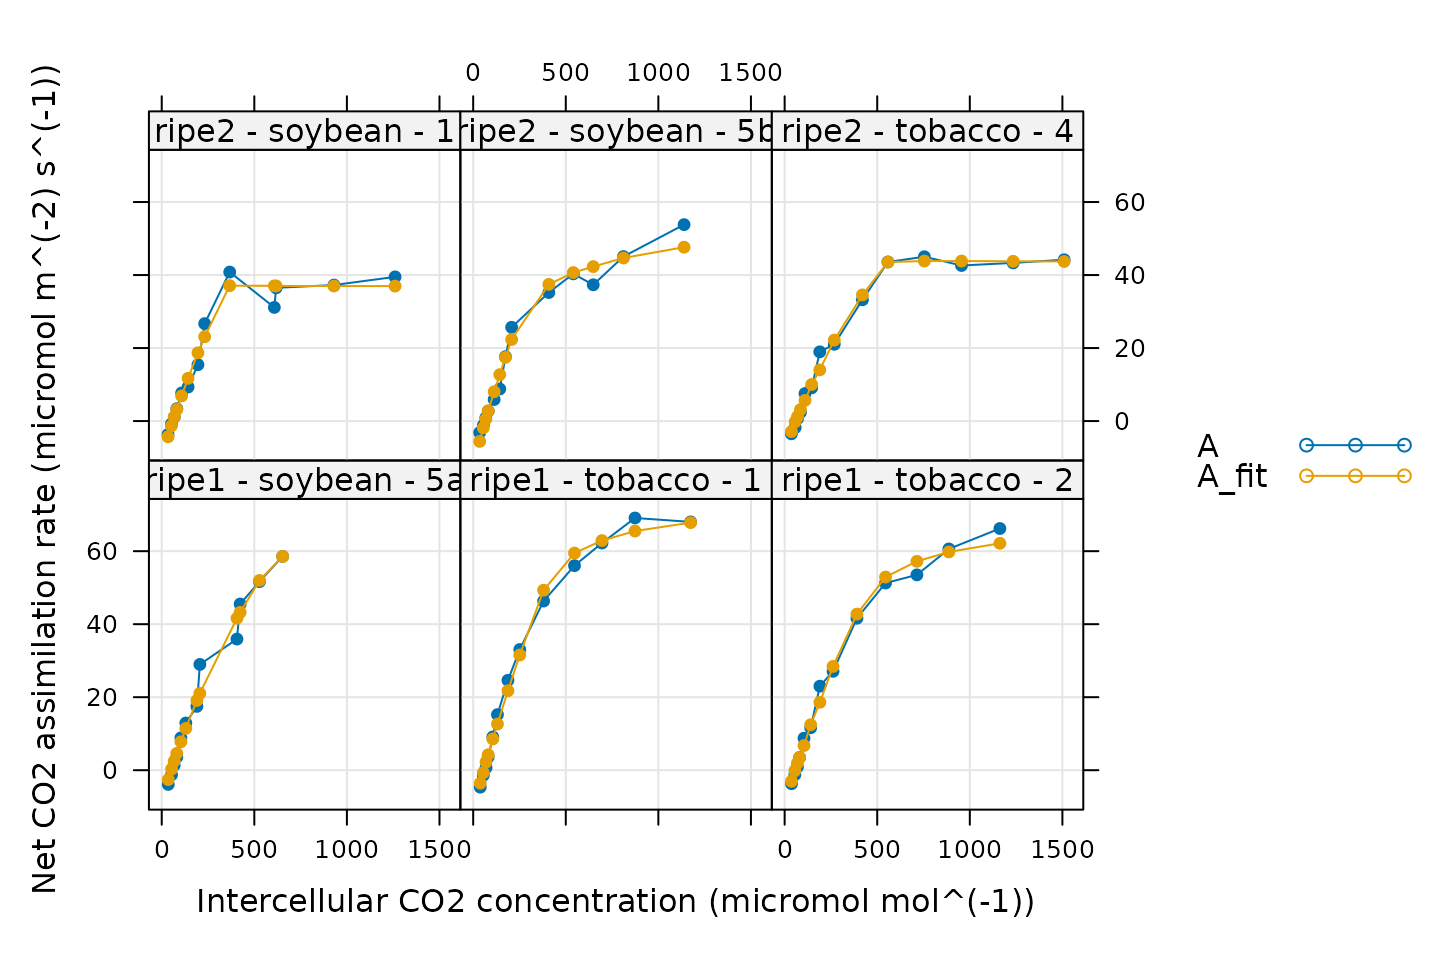 0 500 1000 1500
ripe2 - soybean - 1
ripe2 - soybean - 5b
ripe2 - tobacco - 4
60
40
20
0
ripe1 - soybean - 5a
ripe1 - tobacco - 1
ripe1 - tobacco - 2
60
40
20
0
0 500 1000 1500
0 500 1000 1500
Intercellular CO2 concentration (micromol mol^(-1))
Net CO2 assimilation rate (micromol m^(-2) s^(-1))
A
A_fit